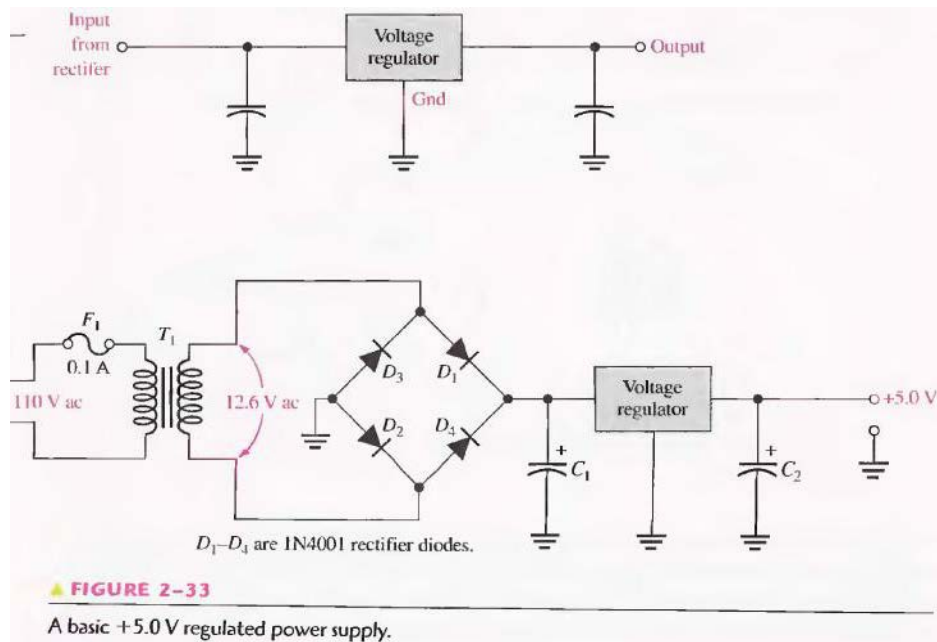 Input
from
rectifer
Voltage
regulator
Output
Gnd
F1
0.1 A
T1
110 V ac
12.6 V ac
D3
D1
D2
D4
Voltage
regulator
+5.0 V
+
C1
+
C2
D1–D4 are 1N4001 rectifier diodes.
FIGURE 2–33
A basic +5.0 V regulated power supply.